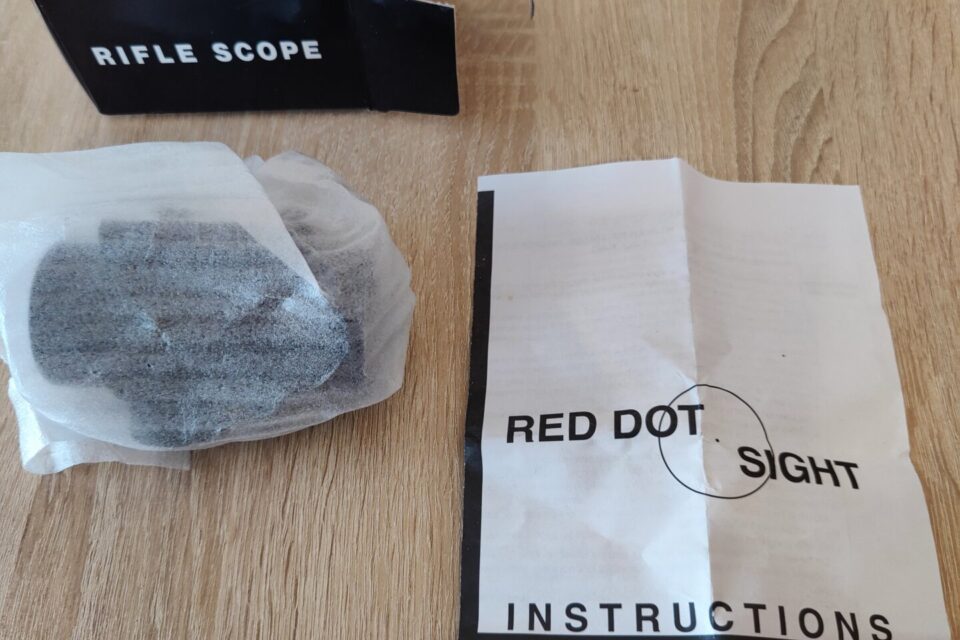 RIFLE SCOPE
RED DOT
SIGHT
INSTRUCTIONS